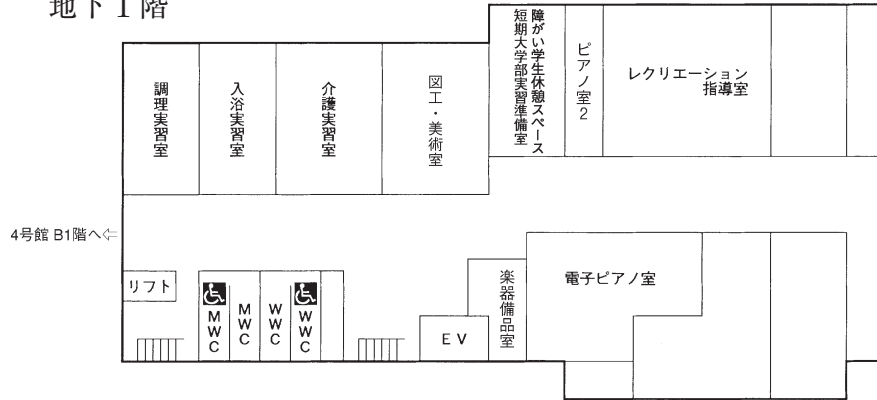 地下1階
調理実習室
入浴実習室
介護実習室
図工・美術室
障がい学生休憩スペース
短期大学部実習準備室
ピアノ室2
レクリエーション
指導室
4号館 B1階へ⇦
リフト
MWC
MWC
WWC
WWC
EV
楽器備品室
電子ピアノ室